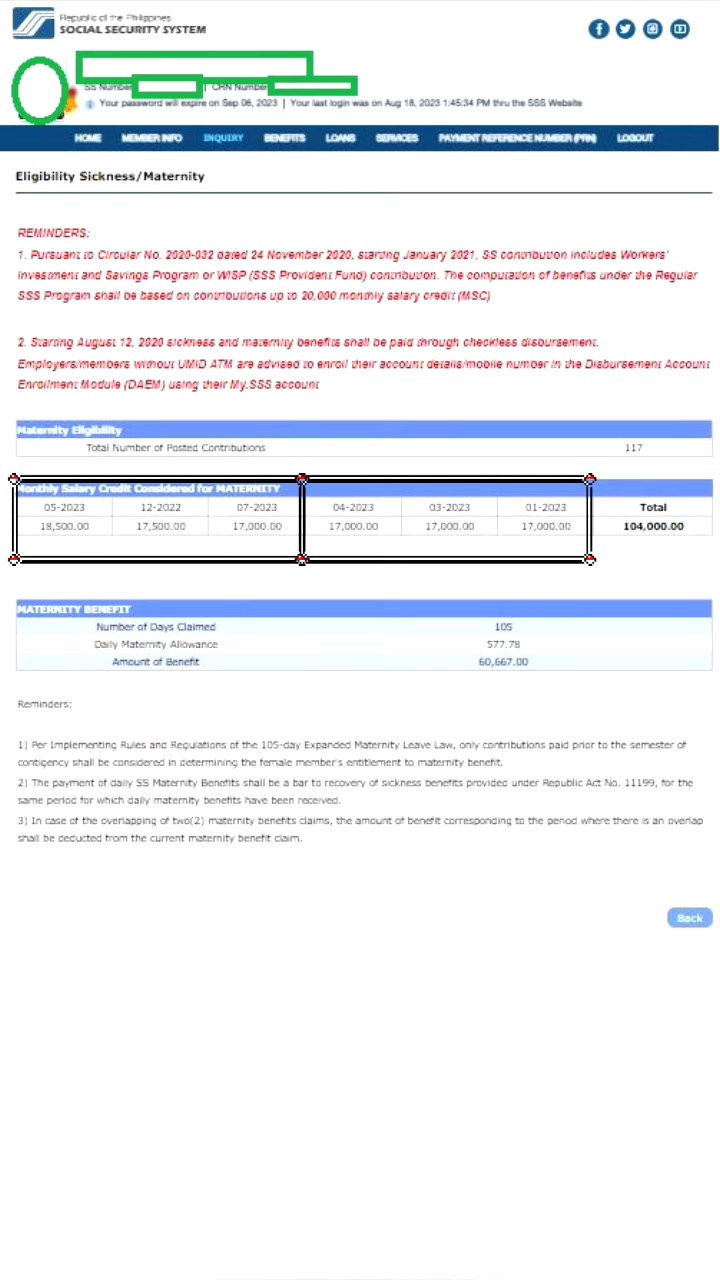 Republic of the Philippines
SOCIAL SECURITY SYSTEM
SS Number | CRN Number
Your password will expire on Sep 06, 2023 | Your last login was on Aug 18, 2023 1:45:34 PM thru the SSS Website
HOME MEMBER INFO INQUIRY BENEFITS LOANS SERVICES PAYMENT REFERENCE NUMBER (PRN) LOGOUT
Eligibility Sickness/Maternity
REMINDERS:
1. Pursuant to Circular No. 2020-032 dated 24 November 2020, starting January 2021, SS contribution includes Workers'
Investment and Savings Program or WISP (SSS Provident Fund) contribution. The computation of benefits under the Regular
SSS Program shall be based on contributions up to 20,000 monthly salary credit (MSC)
2. Starting August 12, 2020 sickness and maternity benefits shall be paid through checkless disbursement.
Employers/members without UMID ATM are advised to enroll their account details/mobile number in the Disbursement Account
Enrollment Module (DAEM) using their My.SSS account
Maternity Eligibility
Total Number of Posted Contributions 117
Monthly Salary Credit Considered for MATERNITY
05-2023 12-2022 07-2023 04-2023 03-2023 01-2023 Total
18,500.00 17,500.00 17,000.00 17,000.00 17,000.00 17,000.00 104,000.00
MATERNITY BENEFIT
Number of Days Claimed 105
Daily Maternity Allowance 577.78
Amount of Benefit 60,667.00
Reminders:
1) Per Implementing Rules and Regulations of the 105-day Expanded Maternity Leave Law, only contributions paid prior to the semester of
contigency shall be considered in determining the female member's entitlement to maternity benefit.
2) The payment of daily SS Maternity Benefits shall be a bar to recovery of sickness benefits provided under Republic Act No. 11199, for the
same period for which daily maternity benefits have been received.
3) In case of the overlapping of two(2) maternity benefits claims, the amount of benefit corresponding to the period where there is an overlap
shall be deducted from the current maternity benefit claim.
Back